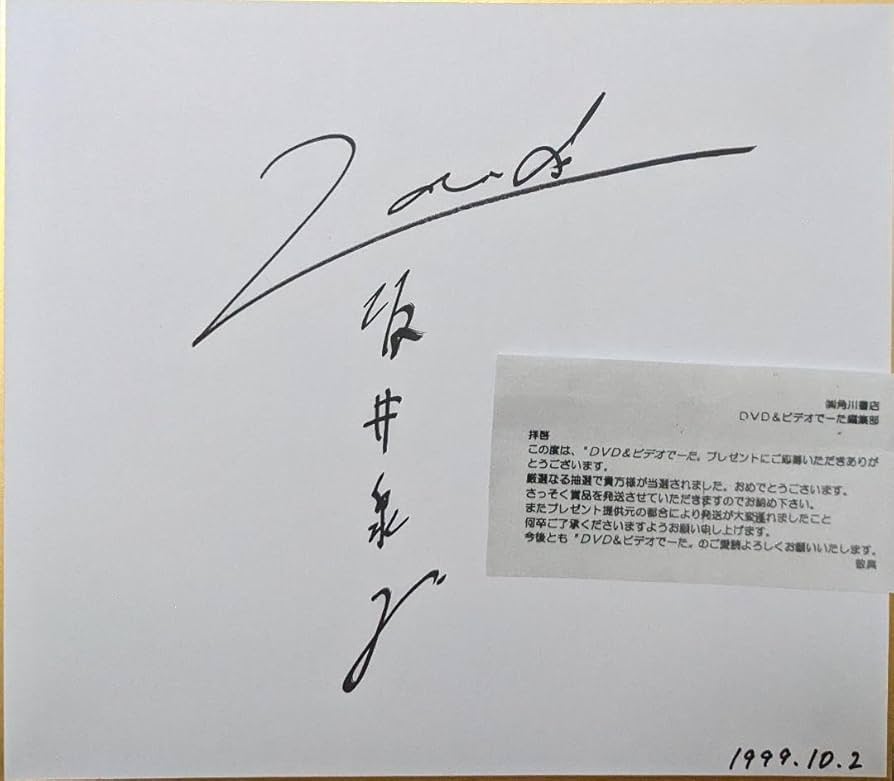 Zard
坂井泉水
㈱角川書店
DVD&ビデオでーた編集部
拝啓
この度は、"DVD&ビデオでーた"プレゼントにご応募いただきありが
とうございます。
厳選なる抽選で貴方様が当選されました。おめでとうございます。
さっそく賞品を発送させていただきますのでお納め下さい。
またプレゼント提供元の都合により発送が大変遅れましたこと
何卒ご了承くださいますようお願い申し上げます。
今後とも"DVD&ビデオでーた"のご愛読よろしくお願いいたします。
敬具
1999.10.2